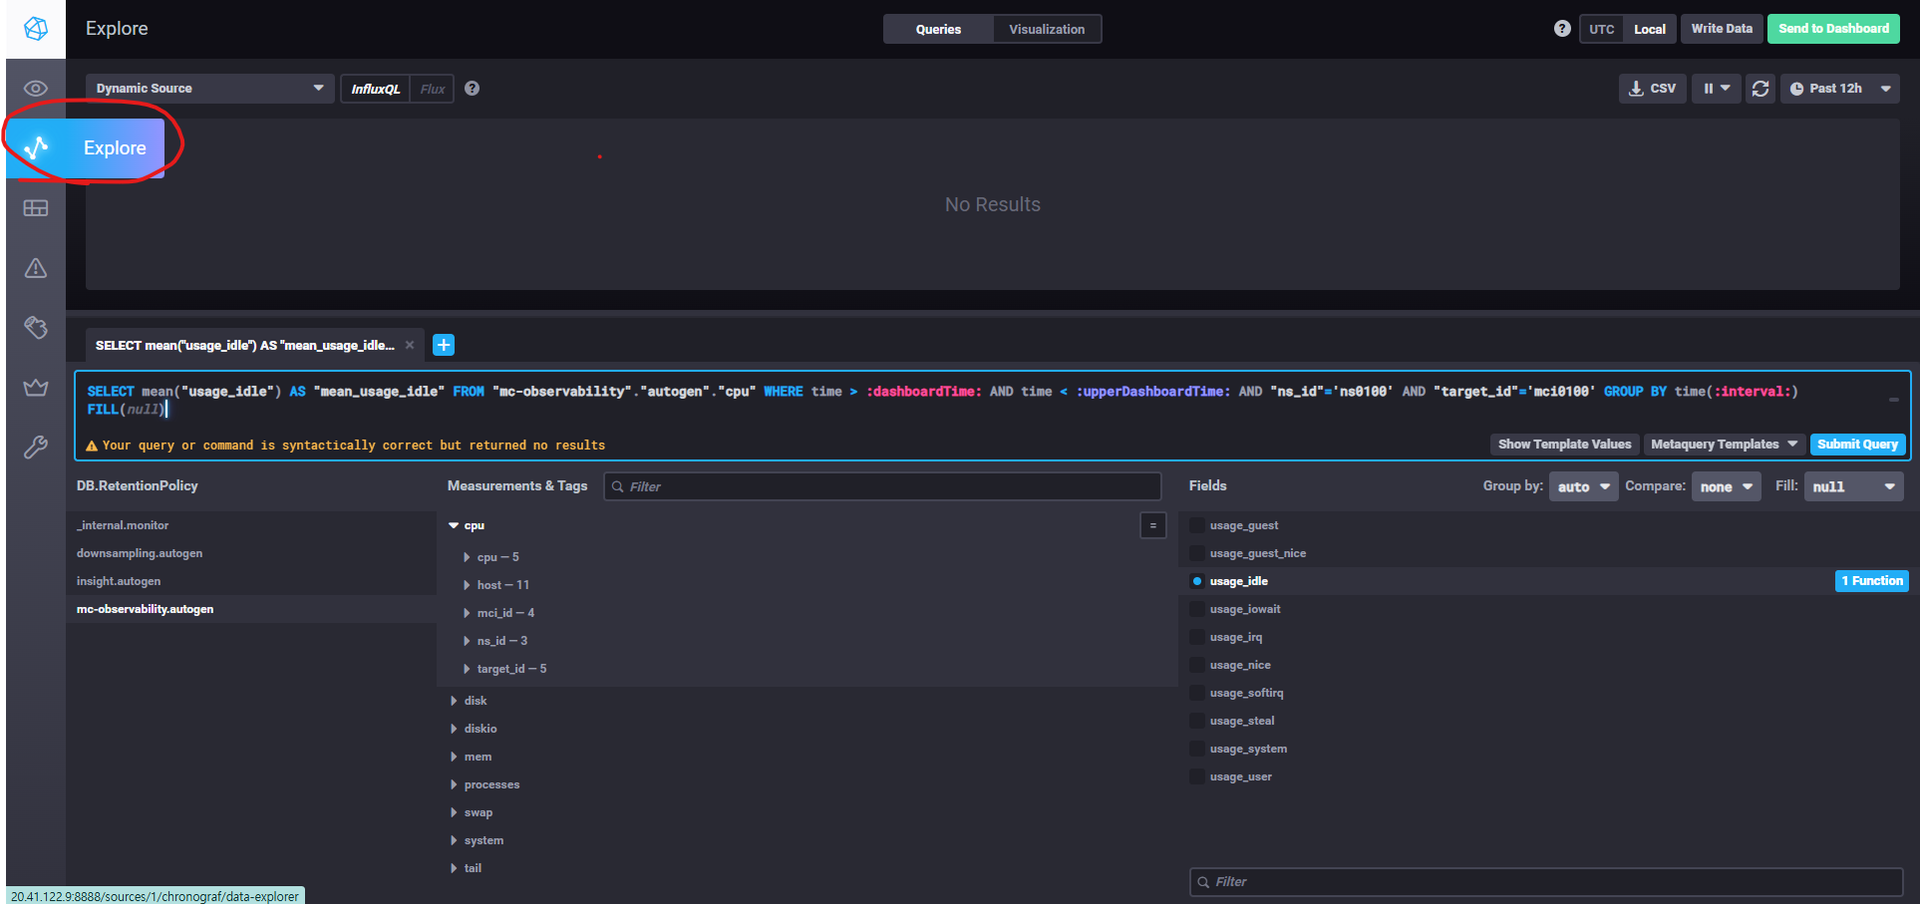 Explore
Queries
Visualization
?
UTC
Local
Write Data
Send to Dashboard
Dynamic Source
InfluxQL
Flux
?
CSV
Past 12h
Explore
No Results
SELECT mean("usage_idle") AS "mean_usage_idle...
SELECT mean("usage_idle") AS "mean_usage_idle" FROM "mc-observability"."autogen"."cpu" WHERE time > :dashboardTime: AND time < :upperDashboardTime: AND "ns_id"='ns0100' AND "target_id"='mci0100' GROUP BY time(:interval:)
FILL(null)
Your query or command is syntactically correct but returned no results
Show Template Values
Metaquery Templates
Submit Query
DB.RetentionPolicy
_internal.monitor
downsampling.autogen
insight.autogen
mc-observability.autogen
Measurements & Tags
Filter
cpu
=
cpu — 5
host — 11
mci_id — 4
ns_id — 3
target_id — 5
disk
diskio
mem
processes
swap
system
tail
Fields
Group by: auto
Compare: none
Fill: null
usage_guest
usage_guest_nice
usage_idle
1 Function
usage_iowait
usage_irq
usage_nice
usage_softirq
usage_steal
usage_system
usage_user
Filter
20.41.122.9:8888/sources/1/chronograf/data-explorer